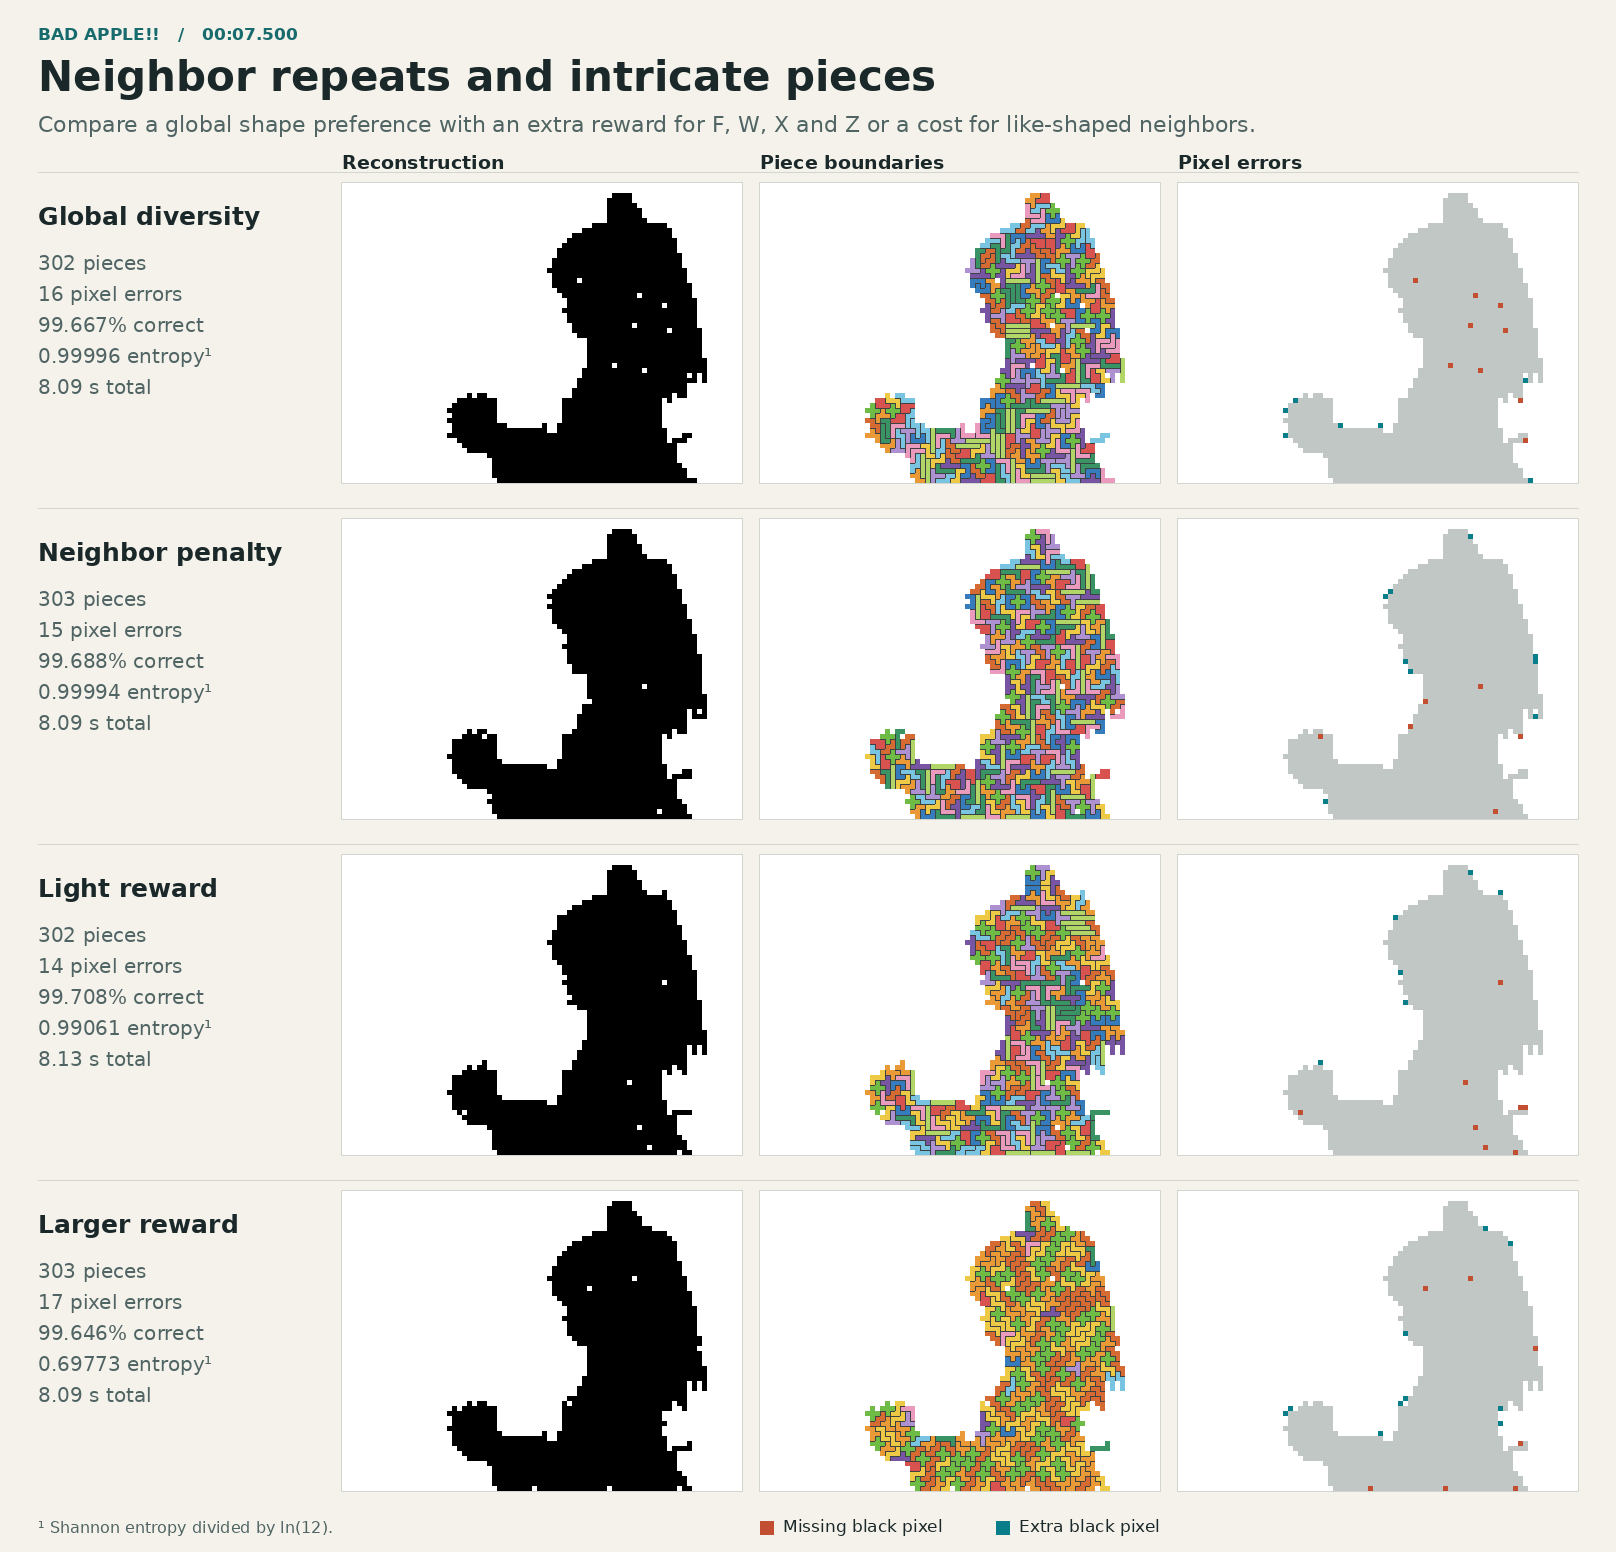 BAD APPLE!! / 00:07.500
Neighbor repeats and intricate pieces
Compare a global shape preference with an extra reward for F, W, X and Z or a cost for like-shaped neighbors.
Reconstruction
Piece boundaries
Pixel errors
Global diversity
302 pieces
16 pixel errors
99.667% correct
0.99996 entropy¹
8.09 s total
Neighbor penalty
303 pieces
15 pixel errors
99.688% correct
0.99994 entropy¹
8.09 s total
Light reward
302 pieces
14 pixel errors
99.708% correct
0.99061 entropy¹
8.13 s total
Larger reward
303 pieces
17 pixel errors
99.646% correct
0.69773 entropy¹
8.09 s total
¹ Shannon entropy divided by ln(12).
Missing black pixel
Extra black pixel